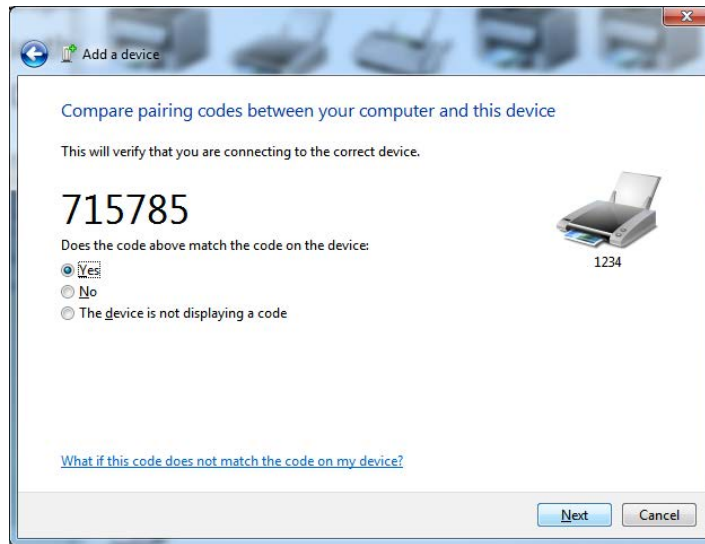 Add a device
Compare pairing codes between your computer and this device
This will verify that you are connecting to the correct device.
715785
Does the code above match the code on the device:
1234
Yes
No
The device is not displaying a code
What if this code does not match the code on my device?
Next
Cancel